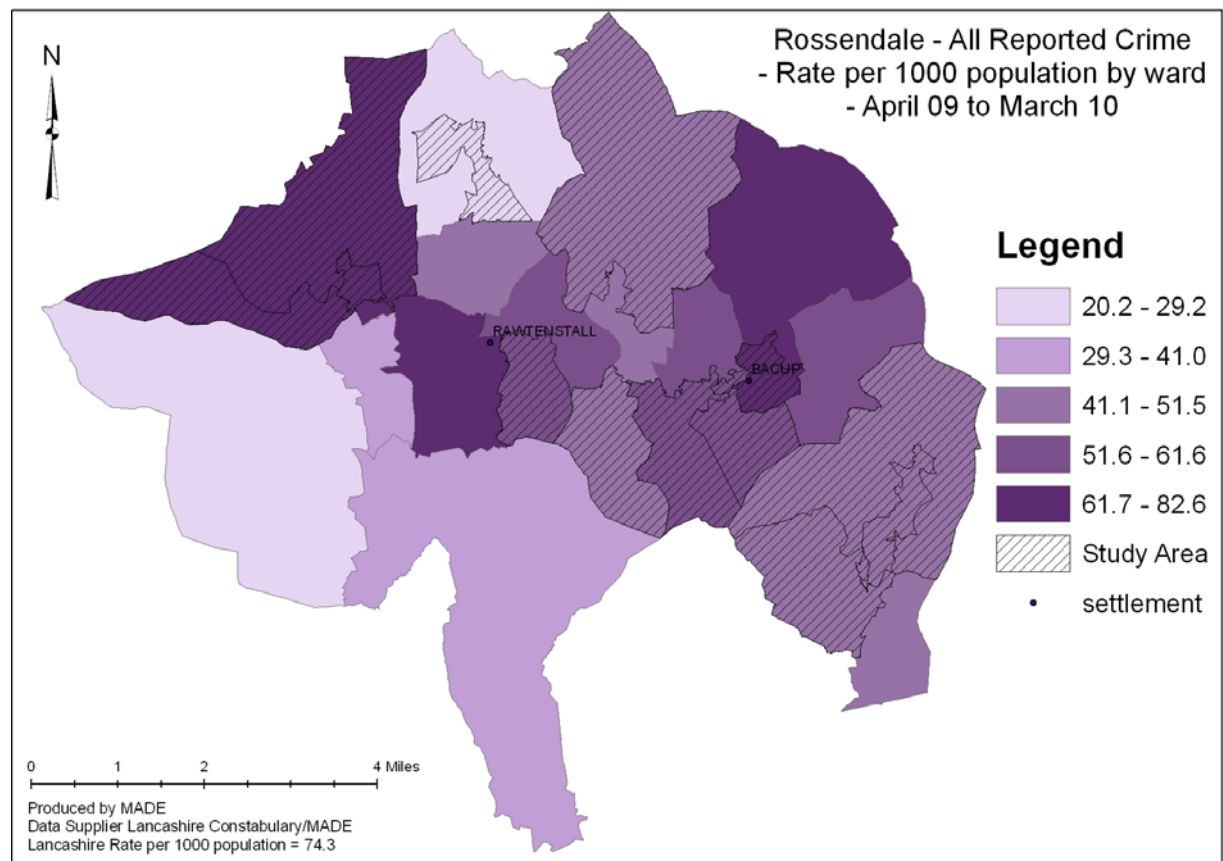 Rossendale - All Reported Crime
- Rate per 1000 population by ward
- April 09 to March 10
N
RAWTENSTALL
BACUP
Legend
20.2 - 29.2
29.3 - 41.0
41.1 - 51.5
51.6 - 61.6
61.7 - 82.6
Study Area
settlement
0 1 2 4 Miles
Produced by MADE
Data Supplier Lancashire Constabulary/MADE
Lancashire Rate per 1000 population = 74.3